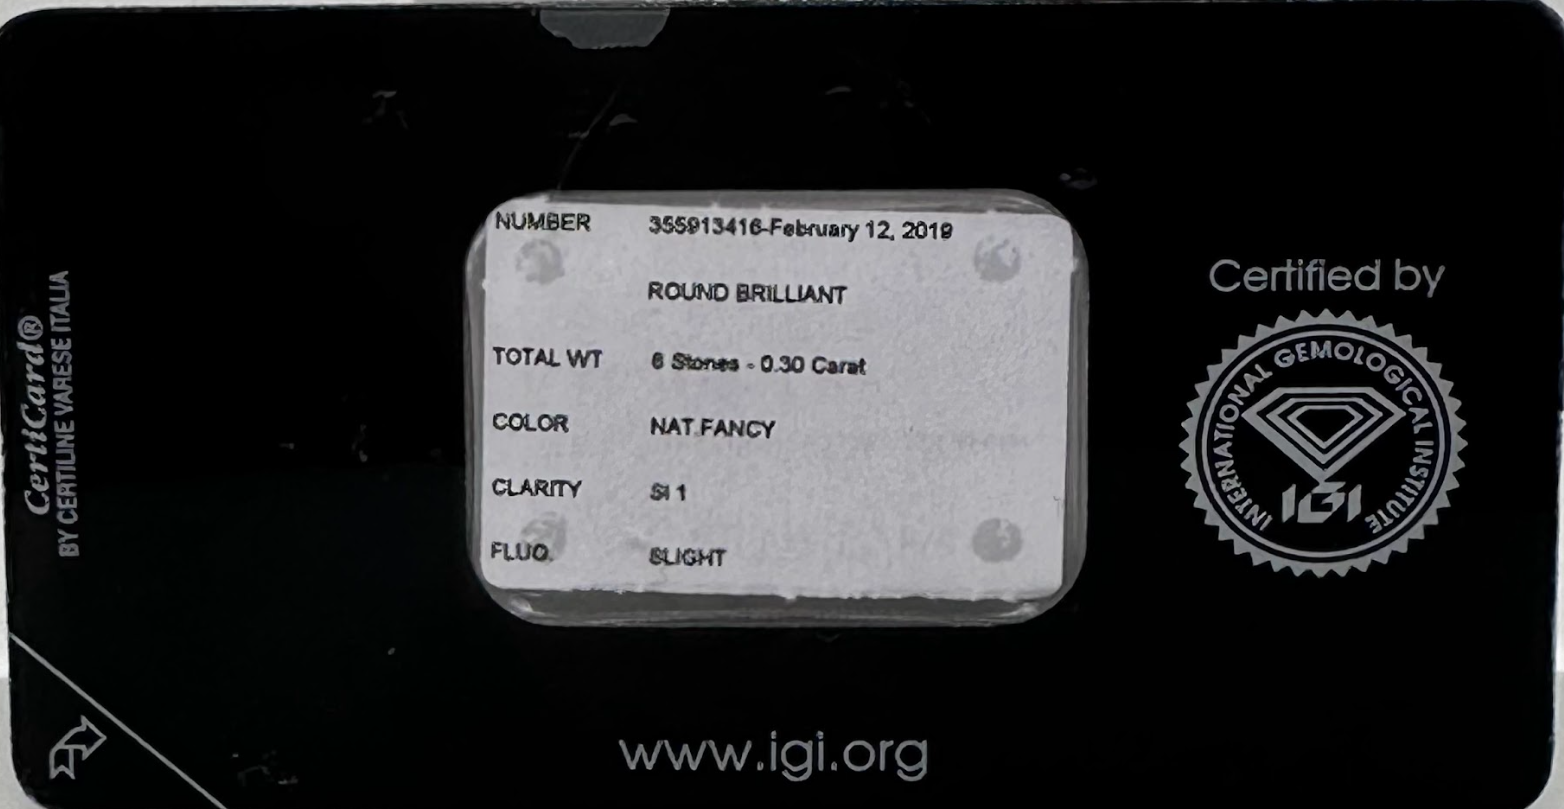 NUMBER 355913416-February 12, 2019
ROUND BRILLIANT
TOTAL WT 6 Stones - 0.30 Carat
COLOR NAT.FANCY
CLARITY SI 1
FLUO. SLIGHT
CertiCard®
BY CERTILINE VARESE ITALIA
Certified by
INTERNATIONAL GEMOLOGICAL INSTITUTE
IGI
www.igi.org